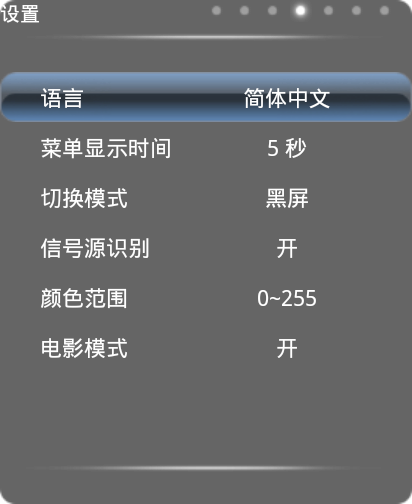 设置
语言 简体中文
菜单显示时间 5 秒
切换模式 黑屏
信号源识别 开
颜色范围 0~255
电影模式 开